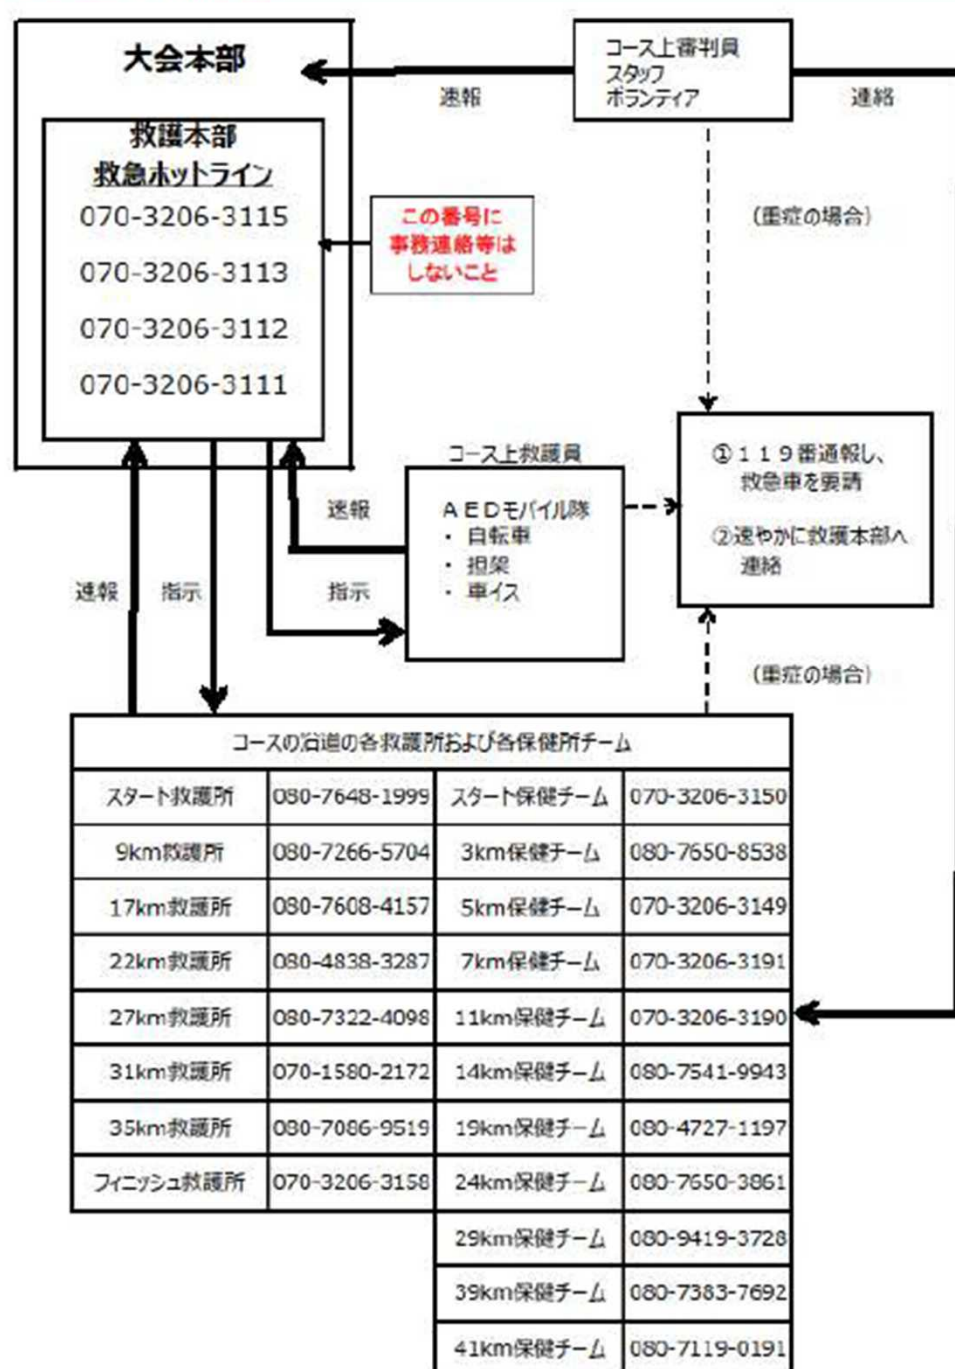 大会本部
救護本部
救急ホットライン
070-3206-3115
070-3206-3113
070-3206-3112
070-3206-3111
コース上審判員
スタッフ
ボランティア
速報
連絡
この番号に
事務連絡等は
しないこと
（重症の場合）
①１１９番通報し、
救急車を要請
②速やかに救護本部へ
連絡
コース上救護員
ＡＥＤモバイル隊
・ 自転車
・ 担架
・ 車イス
速報
指示
速報
指示
（重症の場合）
コースの沿道の各救護所および各保健所チーム
スタート救護所 080-7648-1999 スタート保健チーム 070-3206-3150
9km救護所 080-7266-5704 3km保健チーム 080-7650-8538
17km救護所 080-7608-4157 5km保健チーム 070-3206-3149
22km救護所 080-4838-3287 7km保健チーム 070-3206-3191
27km救護所 080-7322-4098 11km保健チーム 070-3206-3190
31km救護所 070-1580-2172 14km保健チーム 080-7541-9943
35km救護所 080-7086-9519 19km保健チーム 080-4727-1197
フィニッシュ救護所 070-3206-3158 24km保健チーム 080-7650-3861
29km保健チーム 080-9419-3728
39km保健チーム 080-7383-7692
41km保健チーム 080-7119-0191